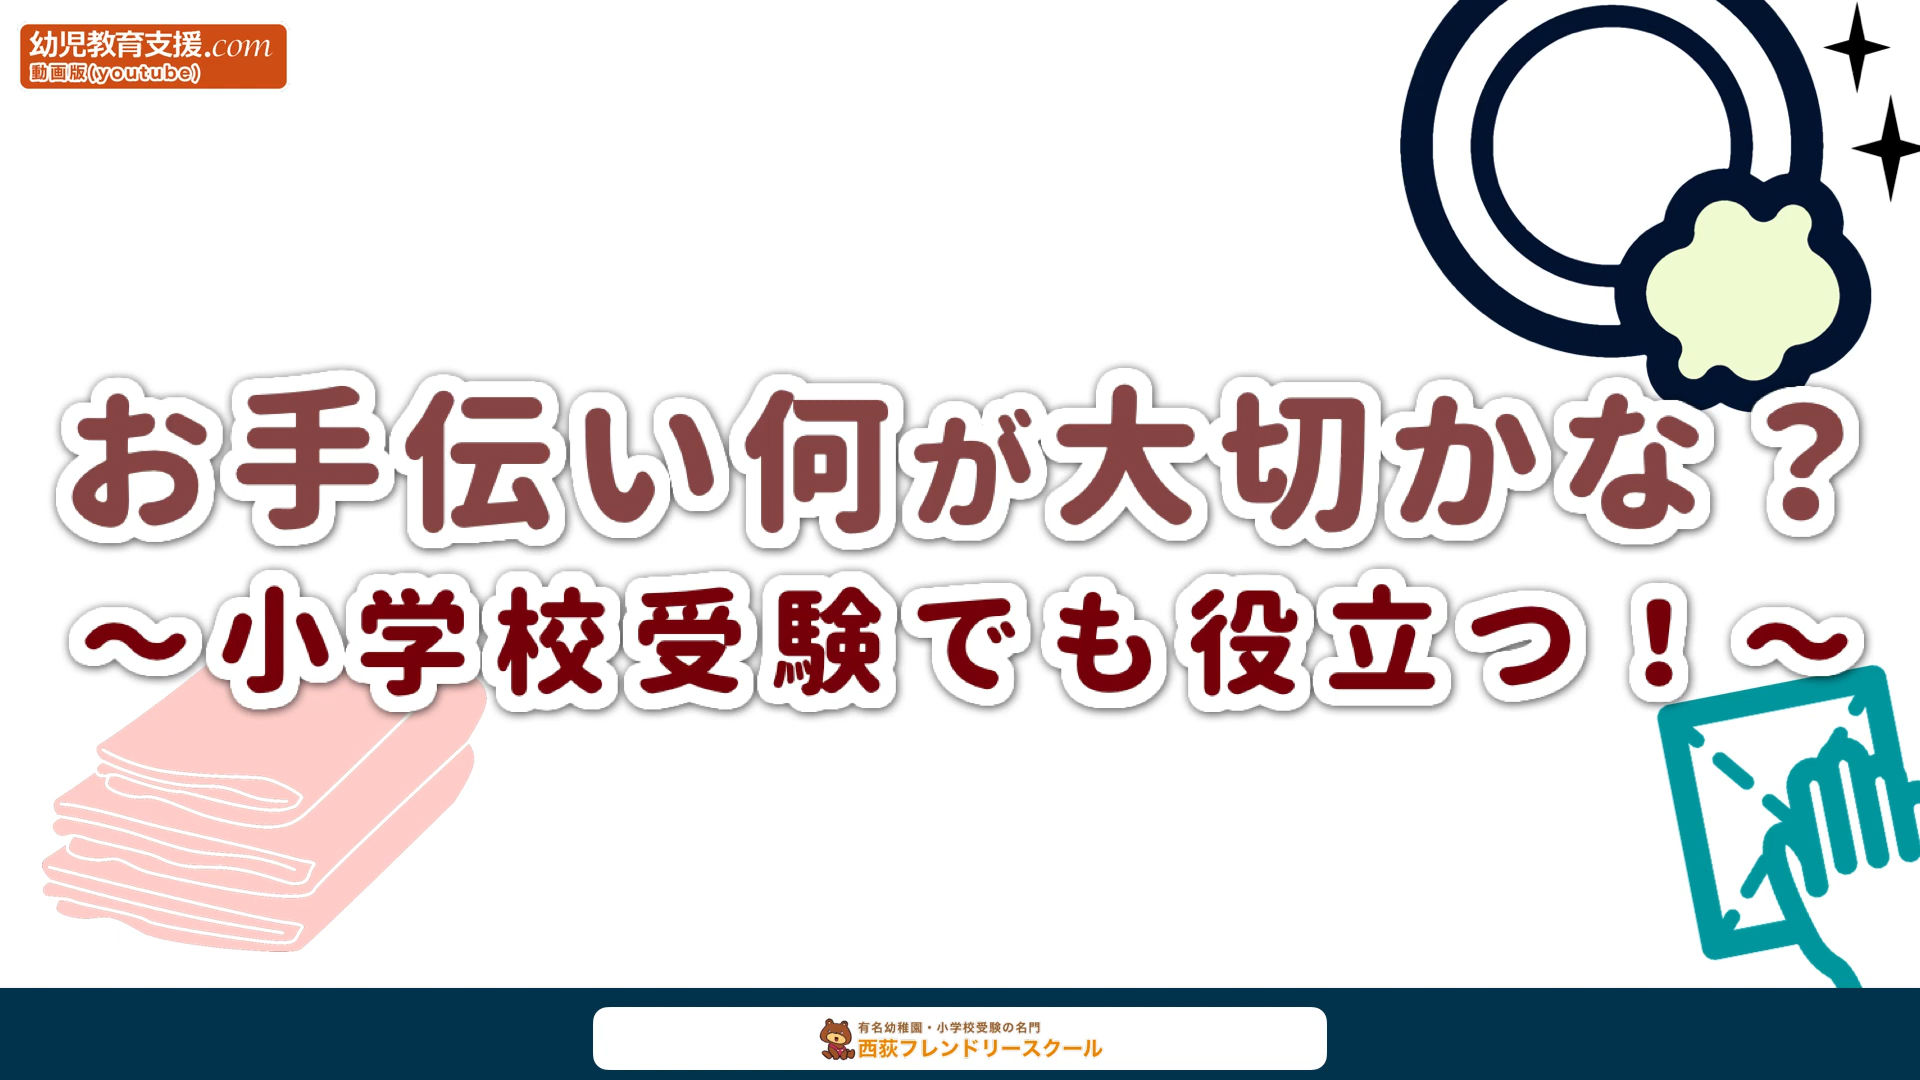 幼児教育支援.com
動画版(youtube)
お手伝い何が大切かな？
～小学校受験でも役立つ！～
有名幼稚園・小学校受験の名門
西荻フレンドリースクール